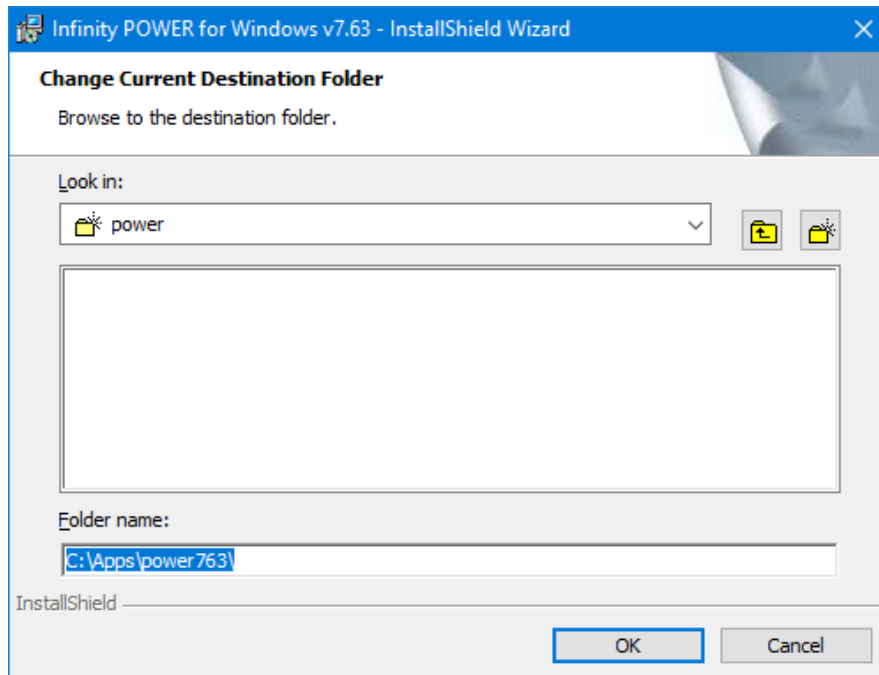 Infinity POWER for Windows v7.63 - InstallShield Wizard
Change Current Destination Folder
Browse to the destination folder.
Look in:
power
Folder name:
C:\Apps\power763\
InstallShield
OK Cancel